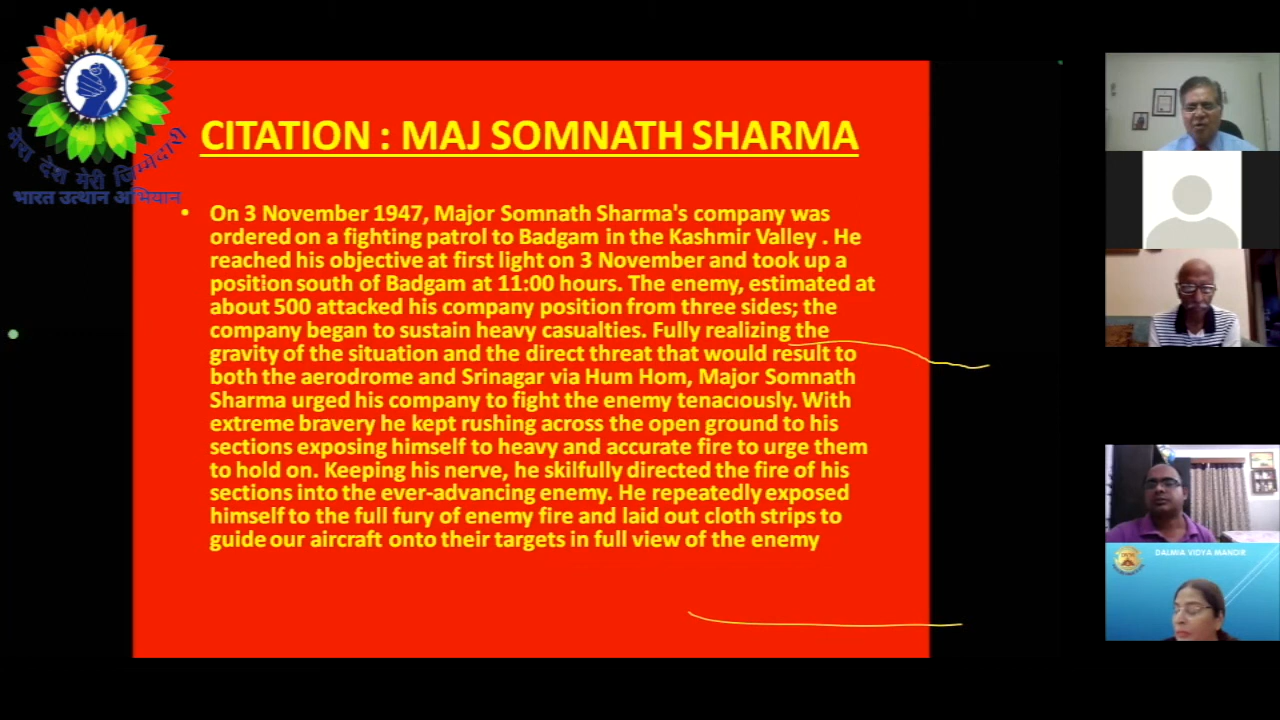 मेरा देश मेरी जिम्मेदारी
भारत उत्थान अभियान
CITATION : MAJ SOMNATH SHARMA
• On 3 November 1947, Major Somnath Sharma's company was
ordered on a fighting patrol to Badgam in the Kashmir Valley . He
reached his objective at first light on 3 November and took up a
position south of Badgam at 11:00 hours. The enemy, estimated at
about 500 attacked his company position from three sides; the
company began to sustain heavy casualties. Fully realizing the
gravity of the situation and the direct threat that would result to
both the aerodrome and Srinagar via Hum Hom, Major Somnath
Sharma urged his company to fight the enemy tenaciously. With
extreme bravery he kept rushing across the open ground to his
sections exposing himself to heavy and accurate fire to urge them
to hold on. Keeping his nerve, he skilfully directed the fire of his
sections into the ever-advancing enemy. He repeatedly exposed
himself to the full fury of enemy fire and laid out cloth strips to
guide our aircraft onto their targets in full view of the enemy
DALMIA VIDYA MANDIR